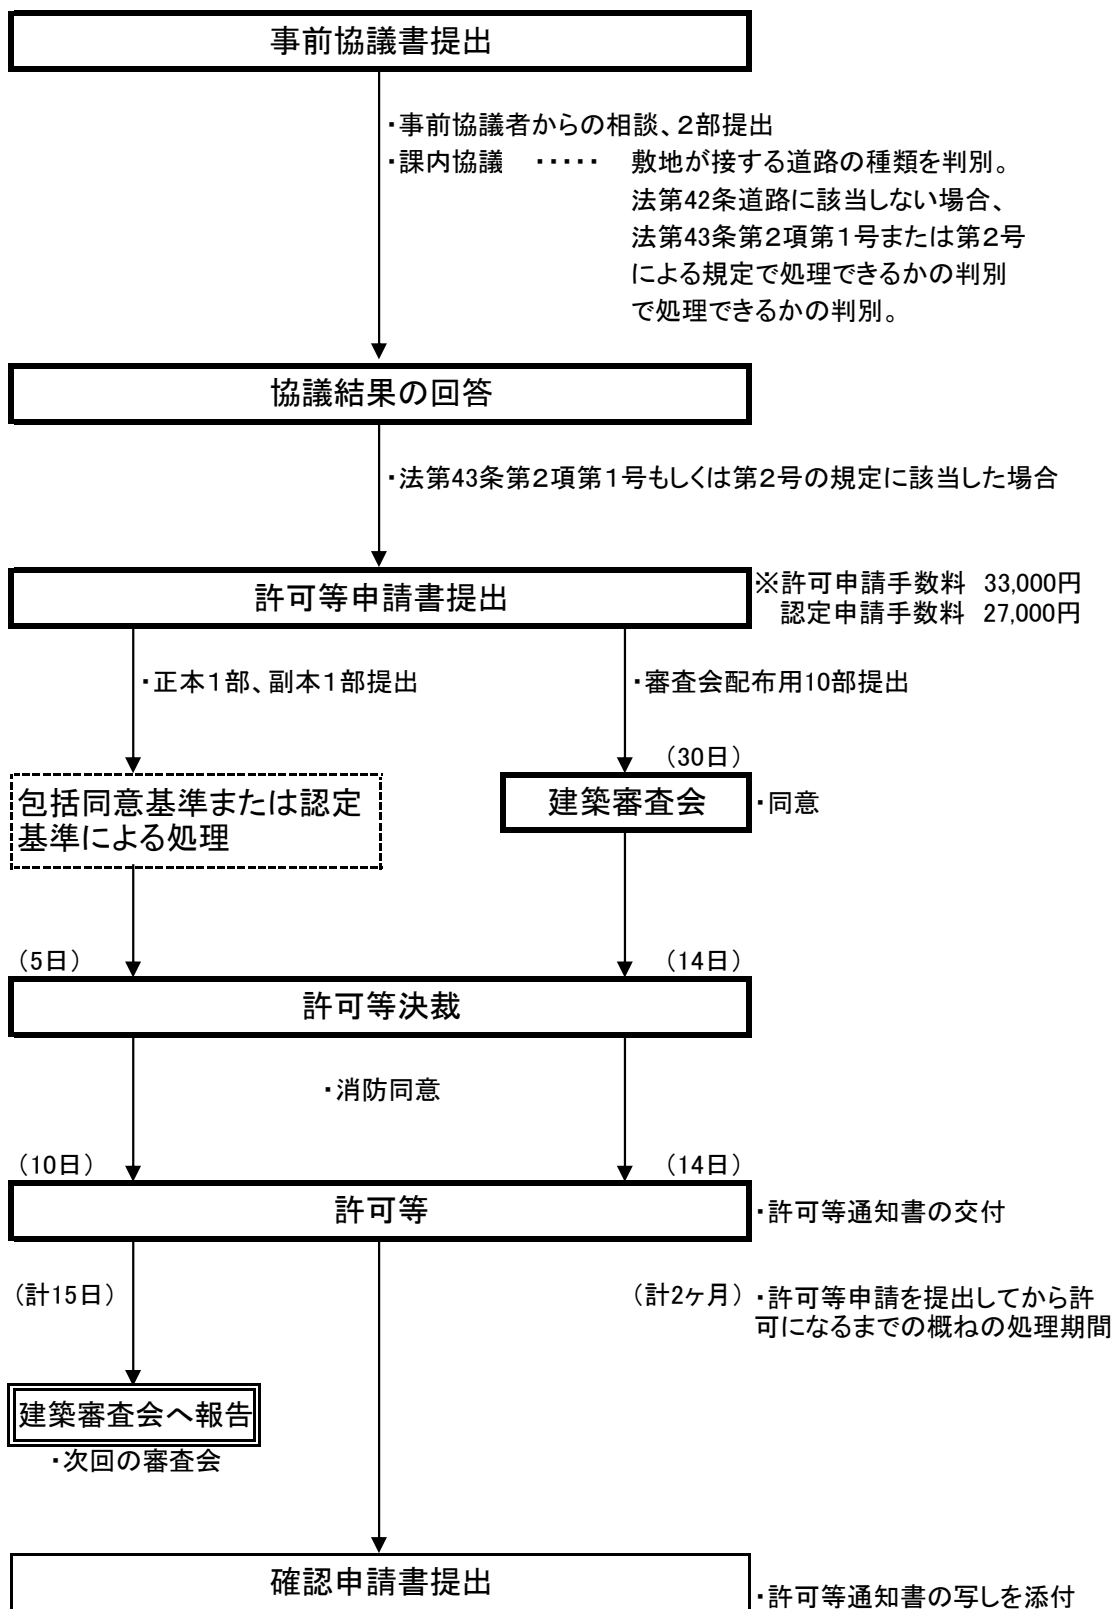 事前協議書提出
・事前協議者からの相談、２部提出
・課内協議　・・・・・　敷地が接する道路の種類を判別。
法第42条道路に該当しない場合、
法第43条第２項第１号または第２号
による規定で処理できるかの判別
で処理できるかの判別。
協議結果の回答
・法第43条第２項第１号もしくは第２号の規定に該当した場合
許可等申請書提出
※許可申請手数料　33,000円
認定申請手数料　27,000円
・正本１部、副本１部提出
・審査会配布用10部提出
（30日）
包括同意基準または認定
基準による処理
建築審査会
・同意
（5日）
（14日）
許可等決裁
・消防同意
（10日）
（14日）
許可等
・許可等通知書の交付
（計15日）
（計2ヶ月）
・許可等申請を提出してから許
可になるまでの概ねの処理期間
建築審査会へ報告
・次回の審査会
確認申請書提出
・許可等通知書の写しを添付